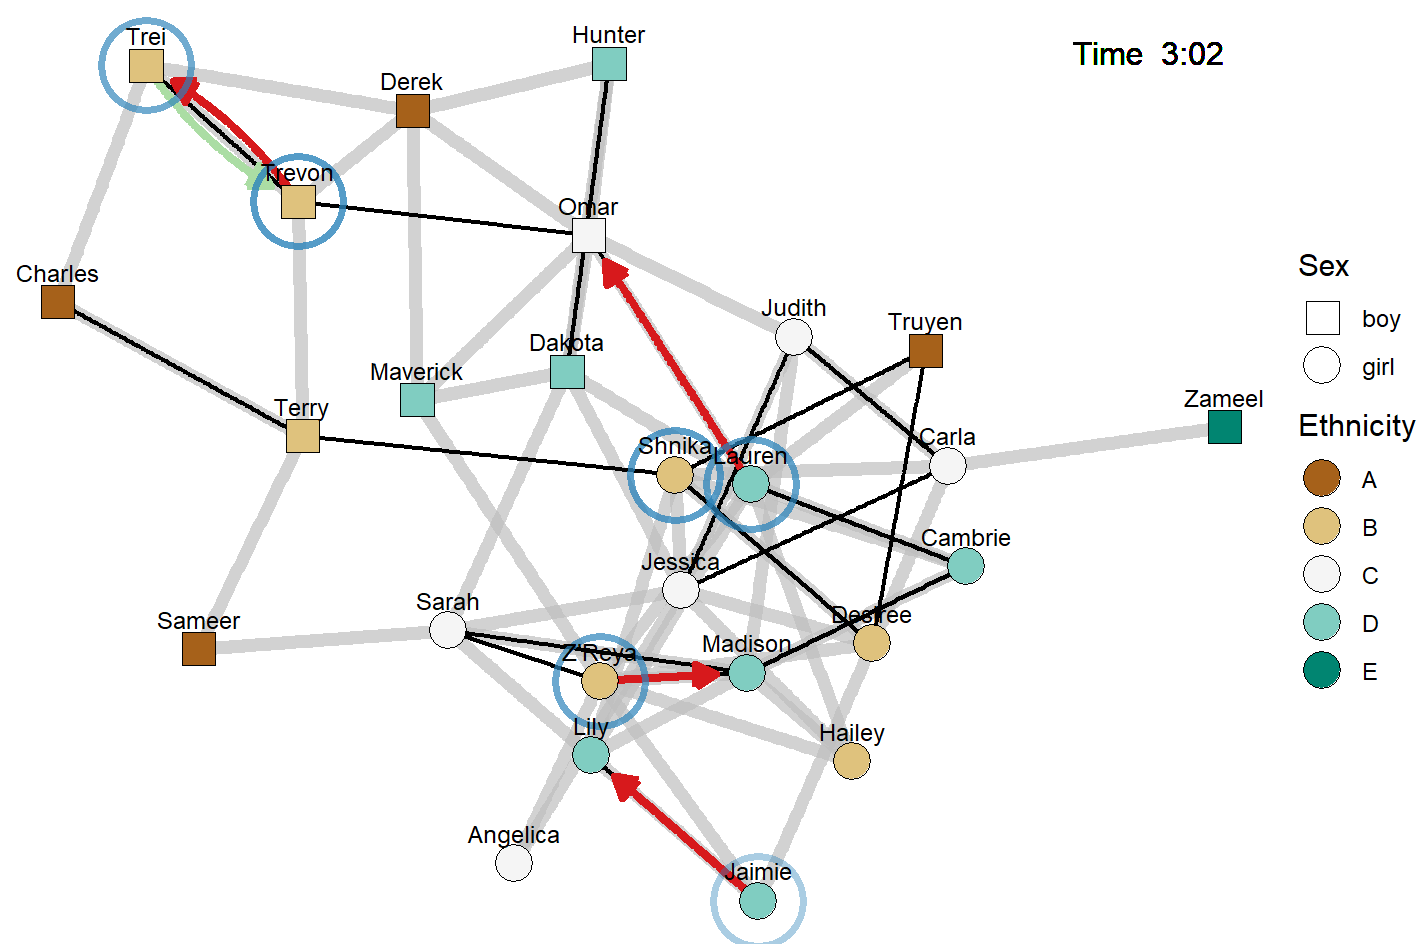 Trei
Hunter
Time 3:02
Derek
Trevon
Omar
Charles
Judith
Truyen
Dakota
Maverick
Zameel
Terry
Carla
Shnika
Lauren
Cambrie
Jessica
Sarah
Desiree
Sameer
Z'Reya
Madison
Lily
Hailey
Angelica
Jaimie
Sex
boy
girl
Ethnicity
A
B
C
D
E